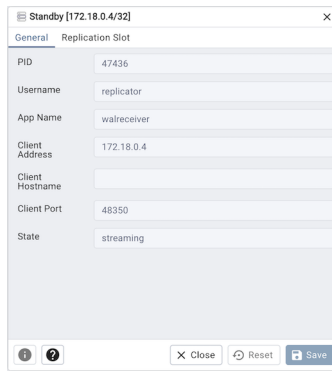 Standby [172.18.0.4/32]
General Replication Slot
PID 47436
Username replicator
App Name walreceiver
Client
Address 172.18.0.4
Client
Hostname
Client Port 48350
State streaming
Close Reset Save